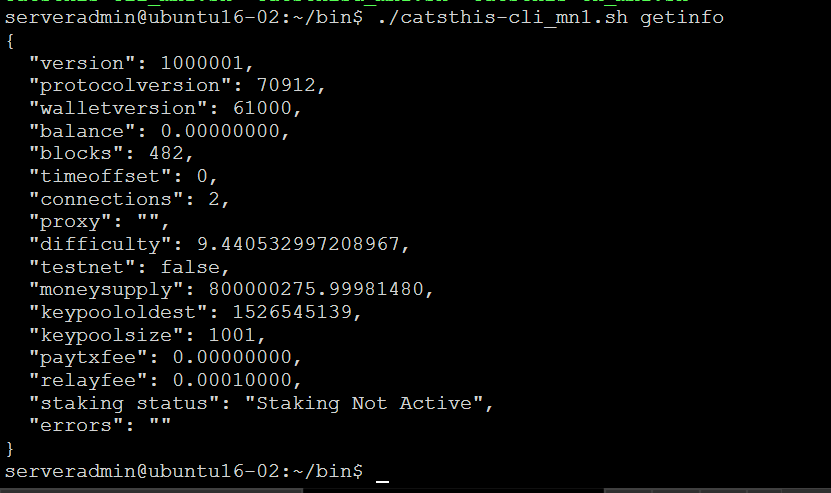 serveradmin@ubuntu16-02:~/bin$ ./catsthis-cli_mn1.sh getinfo
{
  "version": 1000001,
  "protocolversion": 70912,
  "walletversion": 61000,
  "balance": 0.00000000,
  "blocks": 482,
  "timeoffset": 0,
  "connections": 2,
  "proxy": "",
  "difficulty": 9.440532997208967,
  "testnet": false,
  "moneysupply": 800000275.99981480,
  "keypoololdest": 1526545139,
  "keypoolsize": 1001,
  "paytxfee": 0.00000000,
  "relayfee": 0.00010000,
  "staking status": "Staking Not Active",
  "errors": ""
}
serveradmin@ubuntu16-02:~/bin$ _